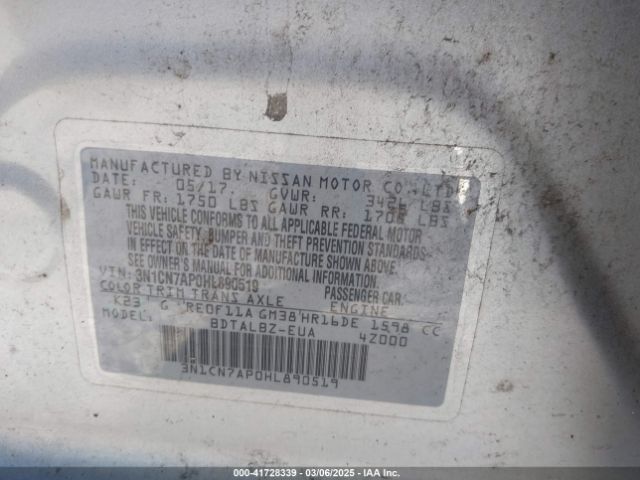 MANUFACTURED BY NISSAN MOTOR CO.,LTD.
DATE: 05/17. GVWR: 3426 LBS
GAWR FR: 1750 LBS GAWR RR: 1708 LBS
THIS VEHICLE CONFORMS TO ALL APPLICABLE FEDERAL MOTOR
VEHICLE SAFETY, BUMPER AND THEFT PREVENTION STANDARDS
IN EFFECT ON THE DATE OF MANUFACTURE SHOWN ABOVE.
SEE OWNER'S MANUAL FOR ADDITIONAL INFORMATION.
VIN: 3N1CN7AP0HL890519 PASSENGER CAR
COLOR TRIM TRANS AXLE ENGINE
K23 G RE0F11A GM38 HR16DE 1598 CC
BDTALBZ-EUA 4Z000
3N1CN7AP0HL890519
000-41728339 | 03/06/2025 | IAA Inc. ©